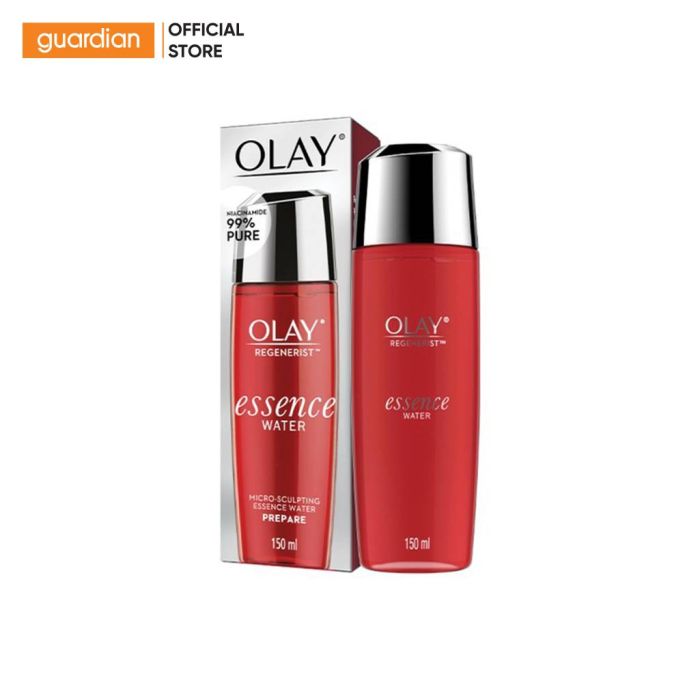 guardian
OFFICIAL
STORE
OLAY®
NIACINAMIDE
99%
PURE
OLAY®
REGENERIST™
essence
WATER
MICRO-SCULPTING
ESSENCE WATER
PREPARE
150 ml
OLAY®
REGENERIST™
essence
WATER
150 ml